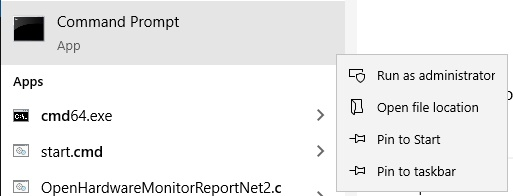 Command Prompt
App
Apps
cmd64.exe
start.cmd
OpenHardwareMonitorReportNet2.c
Run as administrator
Open file location
Pin to Start
Pin to taskbar